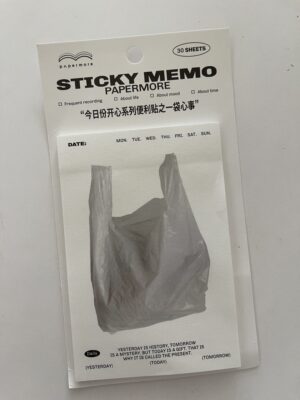 papermore
30 SHEETS
STICKY MEMO
PAPERMORE
Frequent recording About life About mood About time
“今日份开心系列便利贴之一袋心事”
DATE: MON. TUE. WED. THU. FRI. SAT. SUN.
Daily
YESTERDAY IS HISTORY, TOMORROW
IS A MYSTERY, BUT TODAY IS A GIFT. THAT IS
WHY IT IS CALLED THE PRESENT.
(YESTERDAY) (TODAY) (TOMORROW)